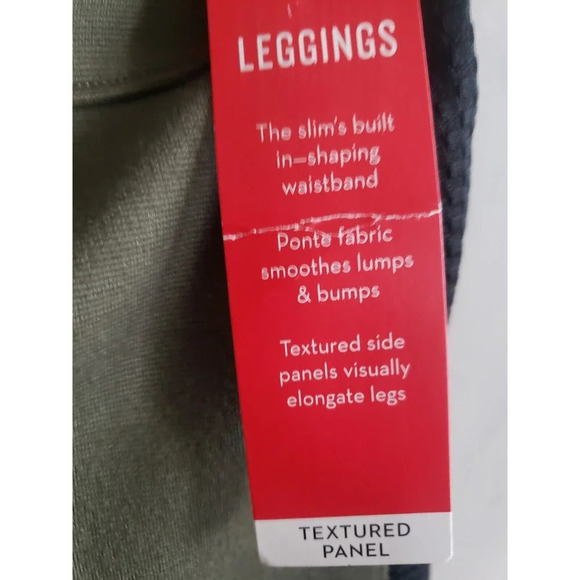 LEGGINGS
The slim's built
in—shaping
waistband
Ponte fabric
smoothes lumps
& bumps
Textured side
panels visually
elongate legs
TEXTURED
PANEL